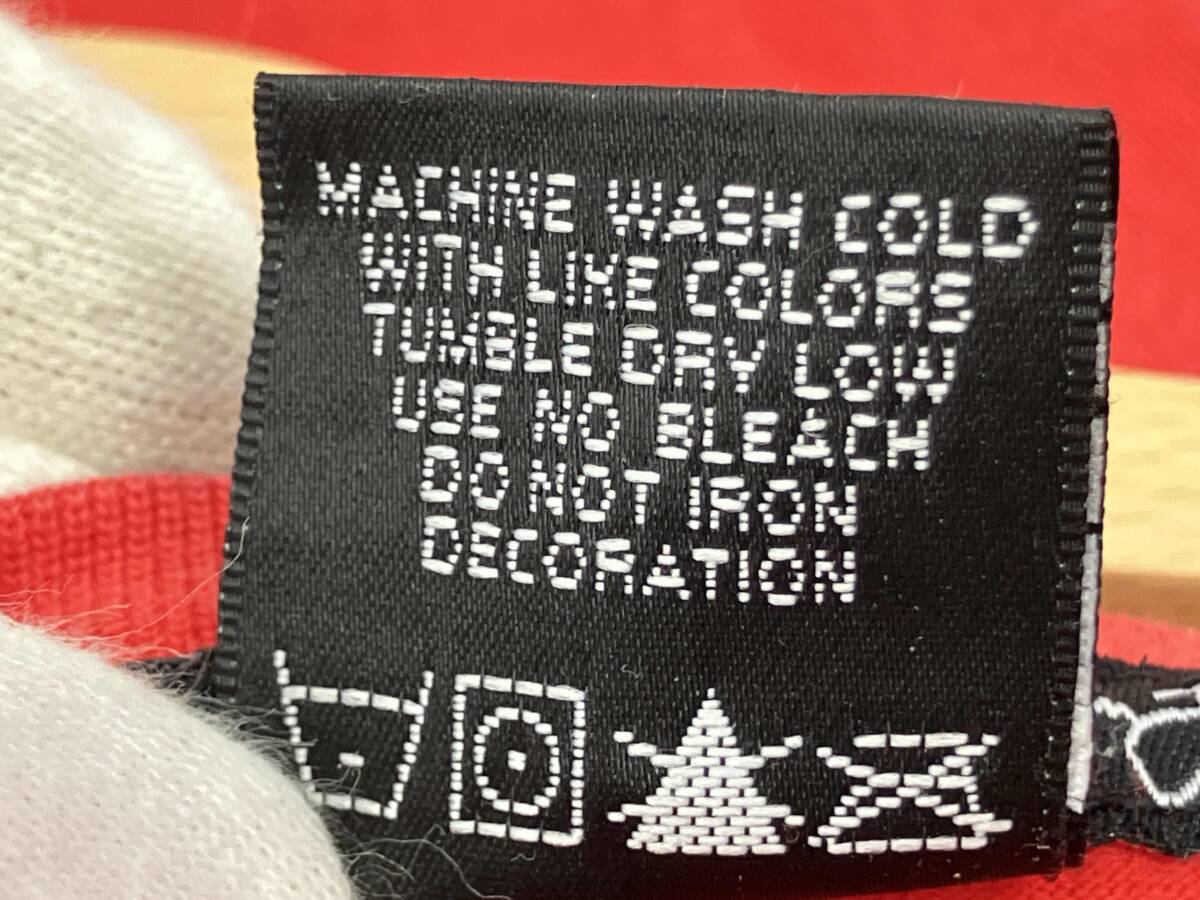 MACHINE WASH COLD
WITH LIKE COLORS
TUMBLE DRY LOW
USE NO BLEACH
DO NOT IRON
DECORATION